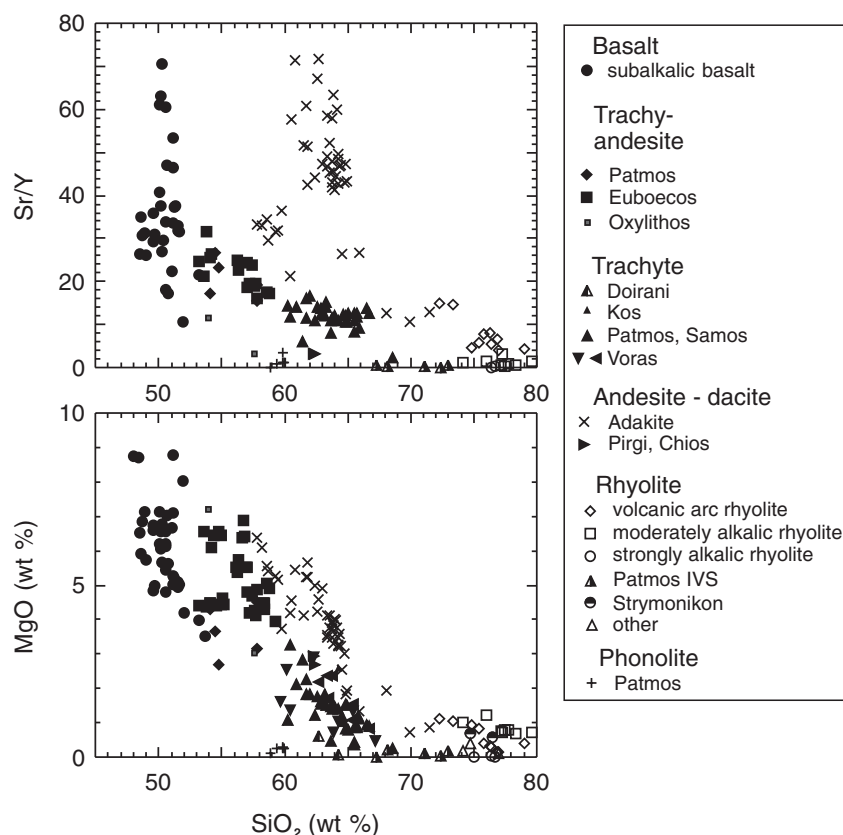 80
60
40
20
0
Sr/Y
50 60 70 80
10
5
0
MgO (wt %)
50 60 70 80
SiO₂ (wt %)
Basalt
subalkalic basalt
Trachy-
andesite
Patmos
Euboecos
Oxylithos
Trachyte
Doirani
Kos
Patmos, Samos
Voras
Andesite - dacite
Adakite
Pirgi, Chios
Rhyolite
volcanic arc rhyolite
moderately alkalic rhyolite
strongly alkalic rhyolite
Patmos IVS
Strymonikon
other
Phonolite
Patmos